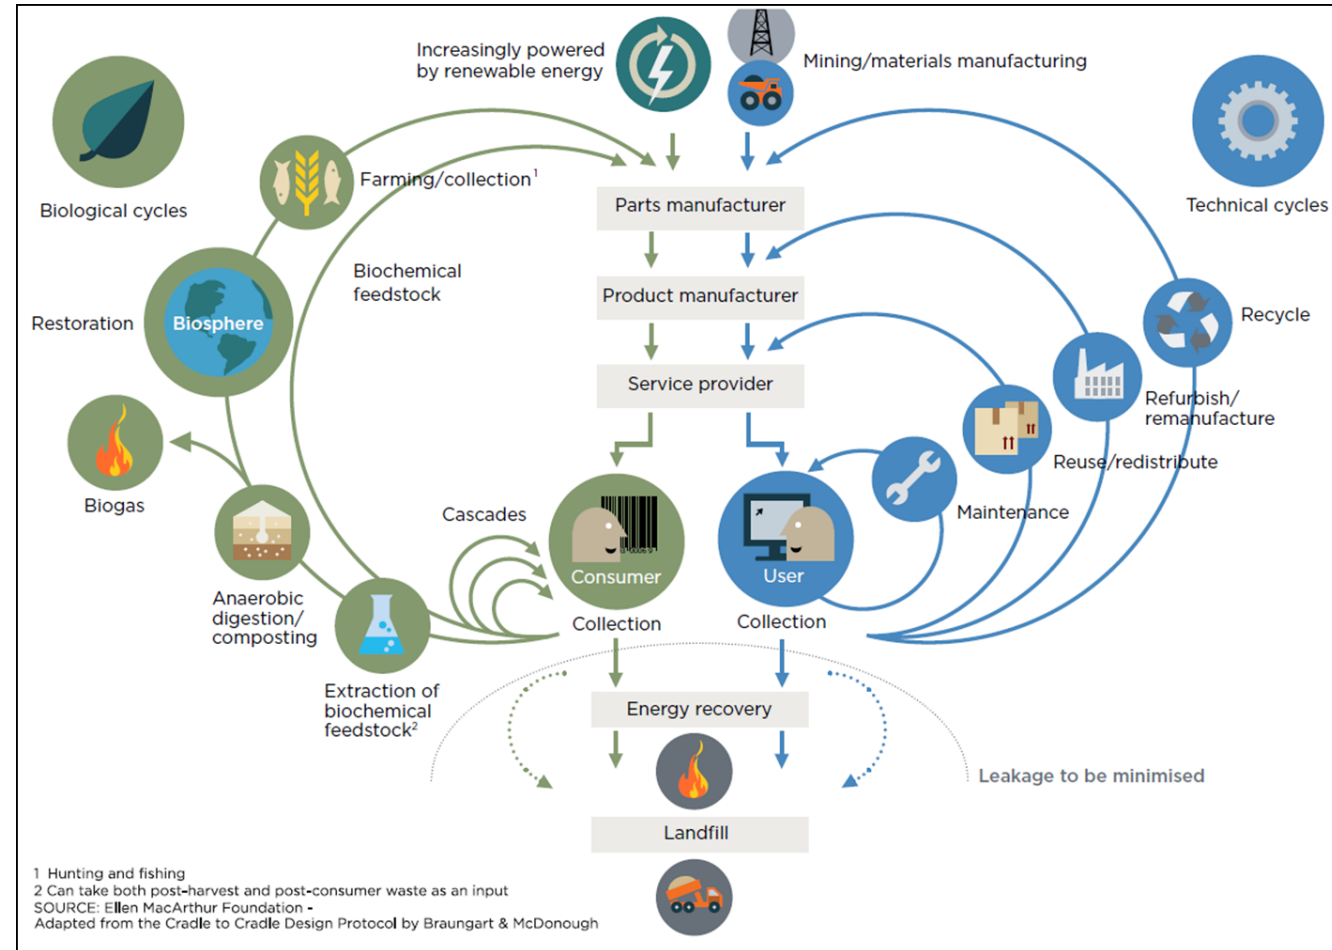 Increasingly powered
by renewable energy
Mining/materials manufacturing
Biological cycles
Technical cycles
Farming/collection1
Parts manufacturer
Biochemical
feedstock
Product manufacturer
Restoration
Biosphere
Recycle
Service provider
Refurbish/
remanufacture
Reuse/redistribute
Biogas
Cascades
Maintenance
Consumer
User
Anaerobic
digestion/
composting
Collection
Collection
Extraction of
biochemical
feedstock2
Energy recovery
Leakage to be minimised
Landfill
1 Hunting and fishing
2 Can take both post-harvest and post-consumer waste as an input
SOURCE: Ellen MacArthur Foundation -
Adapted from the Cradle to Cradle Design Protocol by Braungart & McDonough